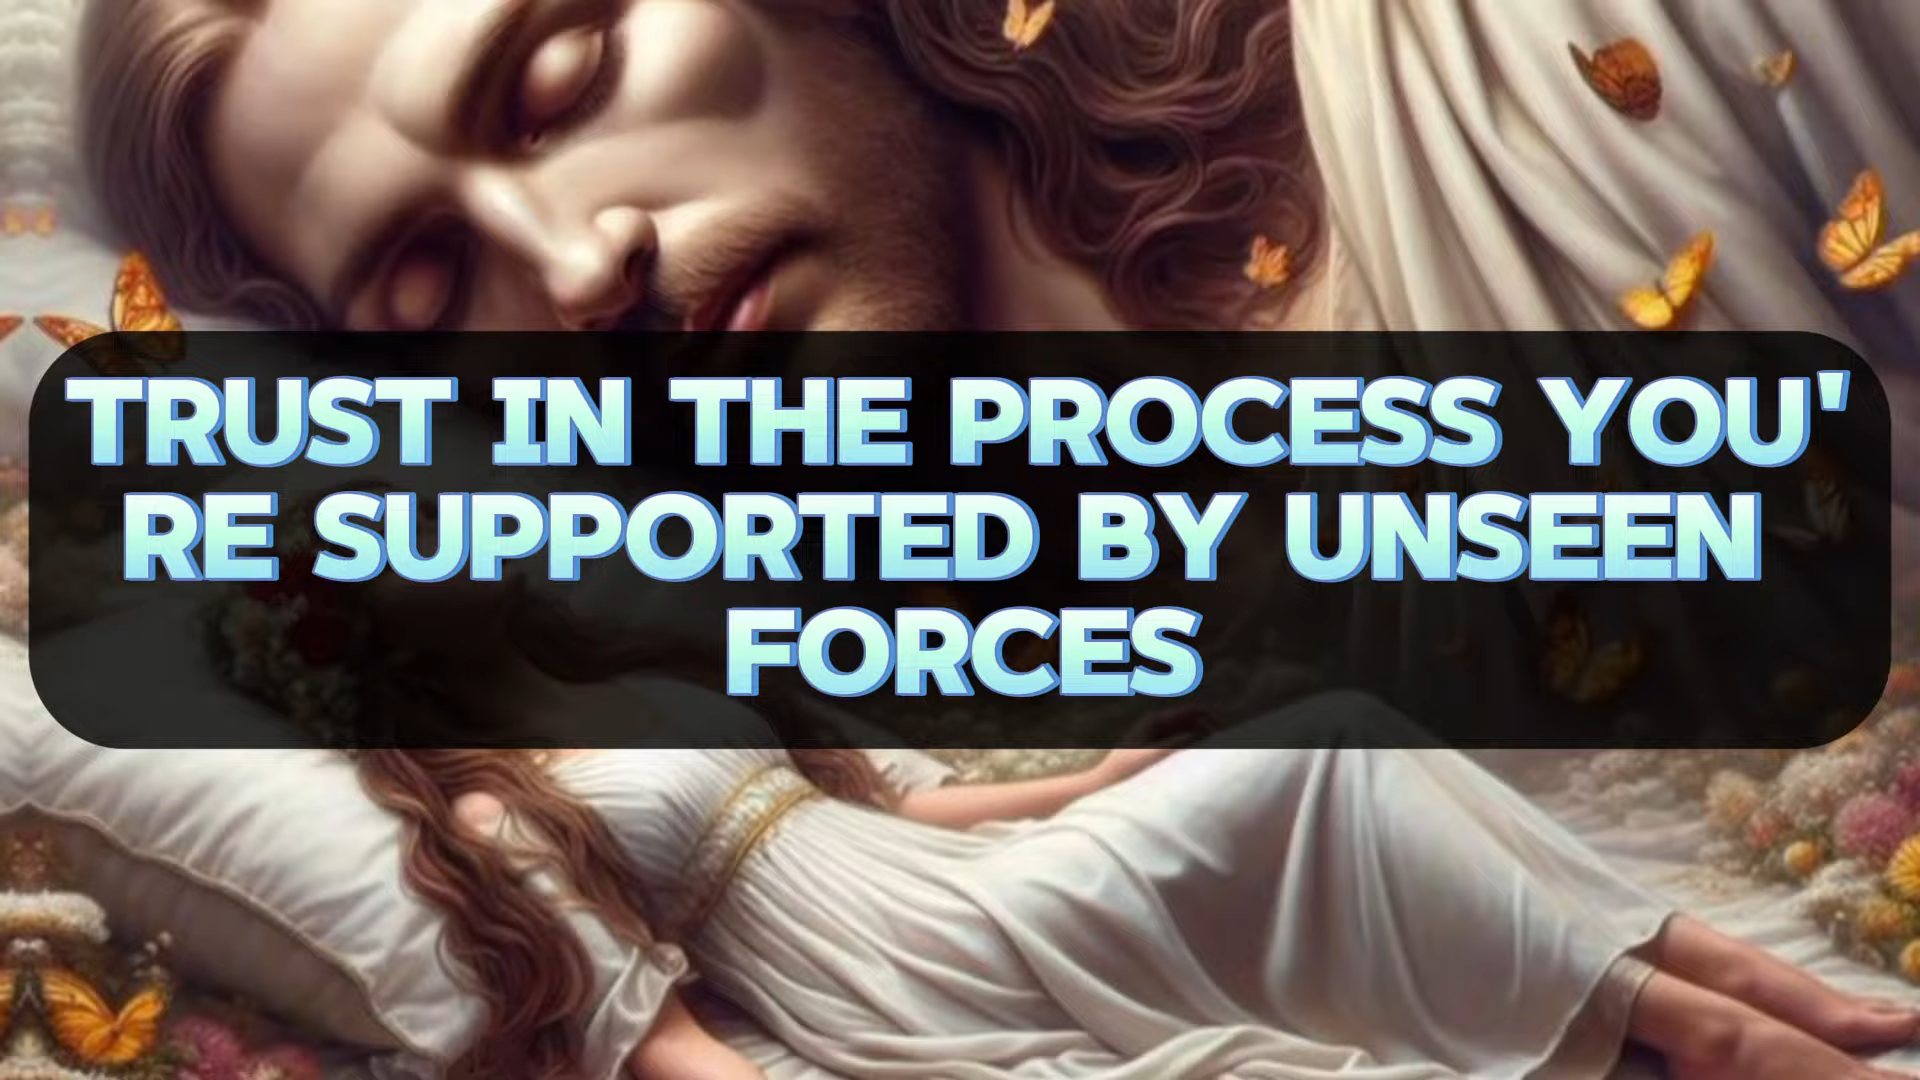 TRUST IN THE PROCESS YOU'
RE SUPPORTED BY UNSEEN
FORCES